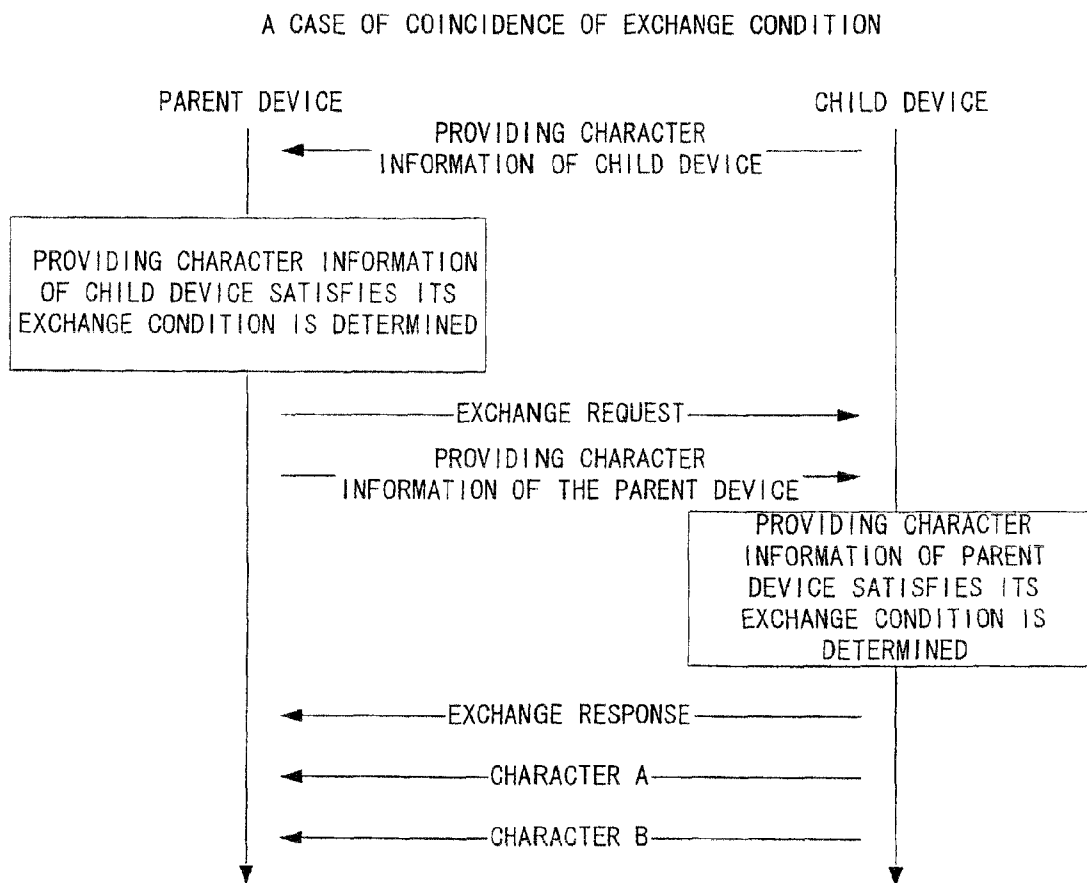 A CASE OF COINCIDENCE OF EXCHANGE CONDITION
PARENT DEVICE
CHILD DEVICE
PROVIDING CHARACTER
INFORMATION OF CHILD DEVICE
PROVIDING CHARACTER INFORMATION
OF CHILD DEVICE SATISFIES ITS
EXCHANGE CONDITION IS DETERMINED
EXCHANGE REQUEST
PROVIDING CHARACTER
INFORMATION OF THE PARENT DEVICE
PROVIDING CHARACTER
INFORMATION OF PARENT
DEVICE SATISFIES ITS
EXCHANGE CONDITION IS
DETERMINED
EXCHANGE RESPONSE
CHARACTER A
CHARACTER B